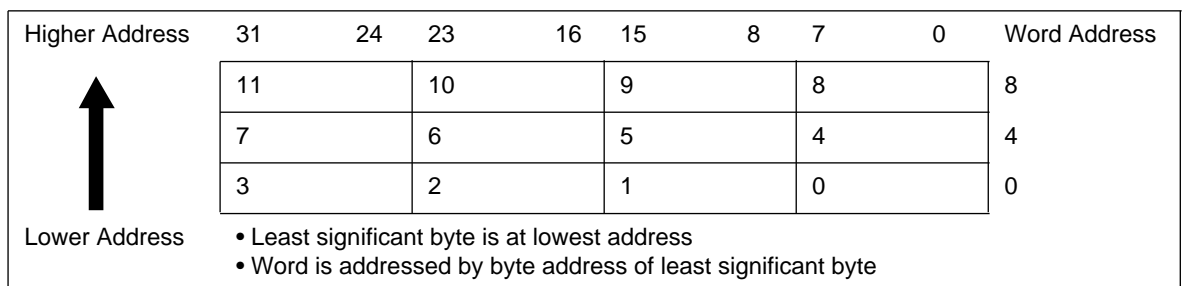 Higher Address 31 24 23 16 15 8 7 0 Word Address
11 10 9 8 8
7 6 5 4 4
3 2 1 0 0
Lower Address • Least significant byte is at lowest address
• Word is addressed by byte address of least significant byte